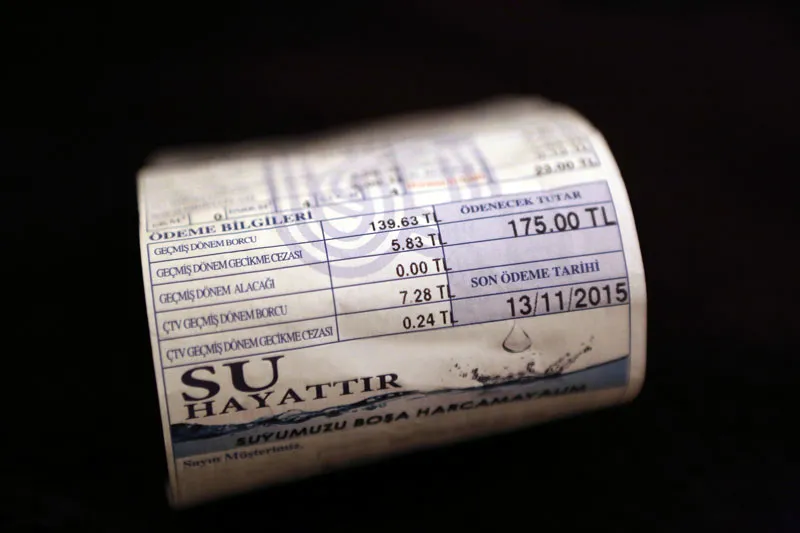 23.00 TL
0
ÖDEME BİLGİLERİ
GEÇMİŞ DÖNEM BORCU 139.63 TL
GEÇMİŞ DÖNEM GECİKME CEZASI 5.83 TL
GEÇMİŞ DÖNEM ALACAĞI 0.00 TL
ÇTV GEÇMİŞ DÖNEM BORCU 7.28 TL
ÇTV GEÇMİŞ DÖNEM GECİKME CEZASI 0.24 TL
ÖDENECEK TUTAR
175.00 TL
SON ÖDEME TARİHİ
13/11/2015
SU
HAYATTIR
SUYUMUZU BOŞA HARCAMAYALIM
Sayın Müşterimiz,